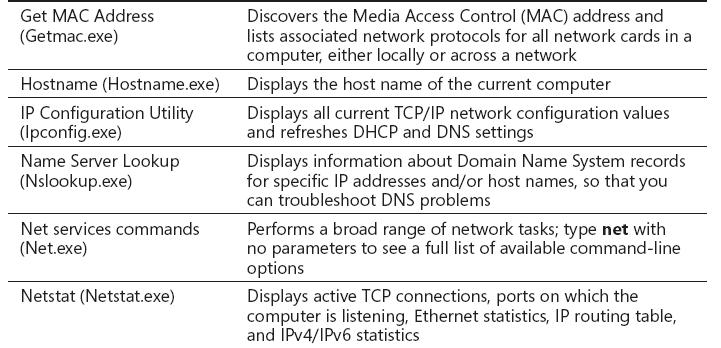 Get MAC Address
(Getmac.exe)
Discovers the Media Access Control (MAC) address and
lists associated network protocols for all network cards in a
computer, either locally or across a network
Hostname (Hostname.exe)
Displays the host name of the current computer
IP Configuration Utility
(Ipconfig.exe)
Displays all current TCP/IP network configuration values
and refreshes DHCP and DNS settings
Name Server Lookup
(Nslookup.exe)
Displays information about Domain Name System records
for specific IP addresses and/or host names, so that you
can troubleshoot DNS problems
Net services commands
(Net.exe)
Performs a broad range of network tasks; type net with
no parameters to see a full list of available command-line
options
Netstat (Netstat.exe)
Displays active TCP connections, ports on which the
computer is listening, Ethernet statistics, IP routing table,
and IPv4/IPv6 statistics